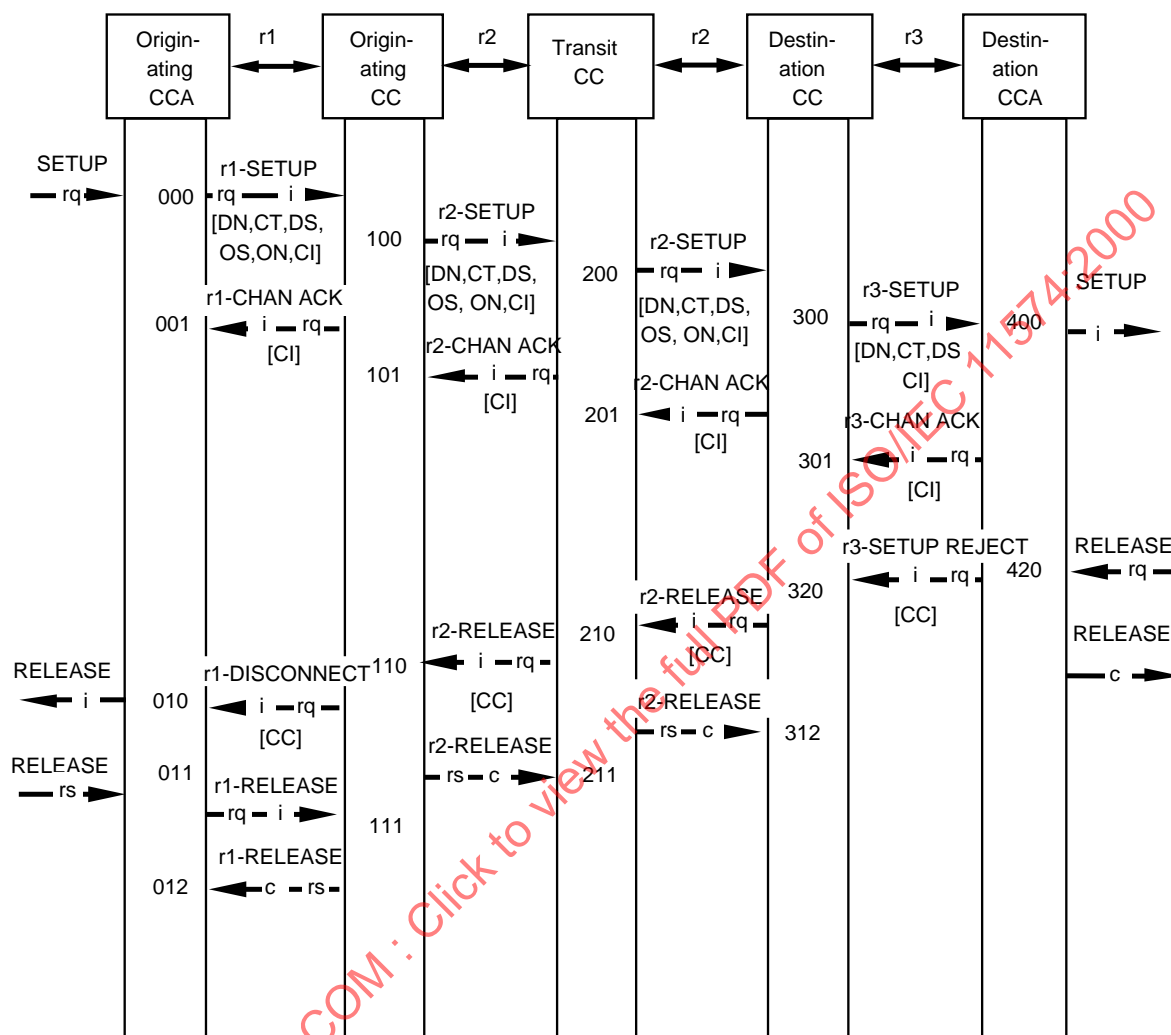 Origin-
ating
CCA
r1
Origin-
ating
CC
r2
Transit
CC
r2
Destin-
ation
CC
r3
Destin-
ation
CCA
SETUP
rq
000
r1-SETUP
rq i
[DN,CT,DS,
OS,ON,CI]
100
r2-SETUP
rq i
[DN,CT,DS,
OS, ON,CI]
200
r2-SETUP
rq i
[DN,CT,DS,
OS, ON,CI]
300
r3-SETUP
rq i
[DN,CT,DS
CI]
400
SETUP
i
001
r1-CHAN ACK
i rq
[CI]
101
r2-CHAN ACK
i rq
[CI]
201
r2-CHAN ACK
i rq
[CI]
301
r3-CHAN ACK
i rq
[CI]
r3-SETUP REJECT
i rq
[CC]
420
RELEASE
rq
320
r2-RELEASE
i rq
[CC]
210
RELEASE
c
r2-RELEASE
i rq
[CC]
110
RELEASE
i
010
r1-DISCONNECT
i rq
[CC]
r2-RELEASE
rs c
312
r2-RELEASE
rs c
211
RELEASE
rs
011
r1-RELEASE
rq i
111
r1-RELEASE
c rs
012
COM : Click to view the full PDF of ISO/IEC 11574:2000